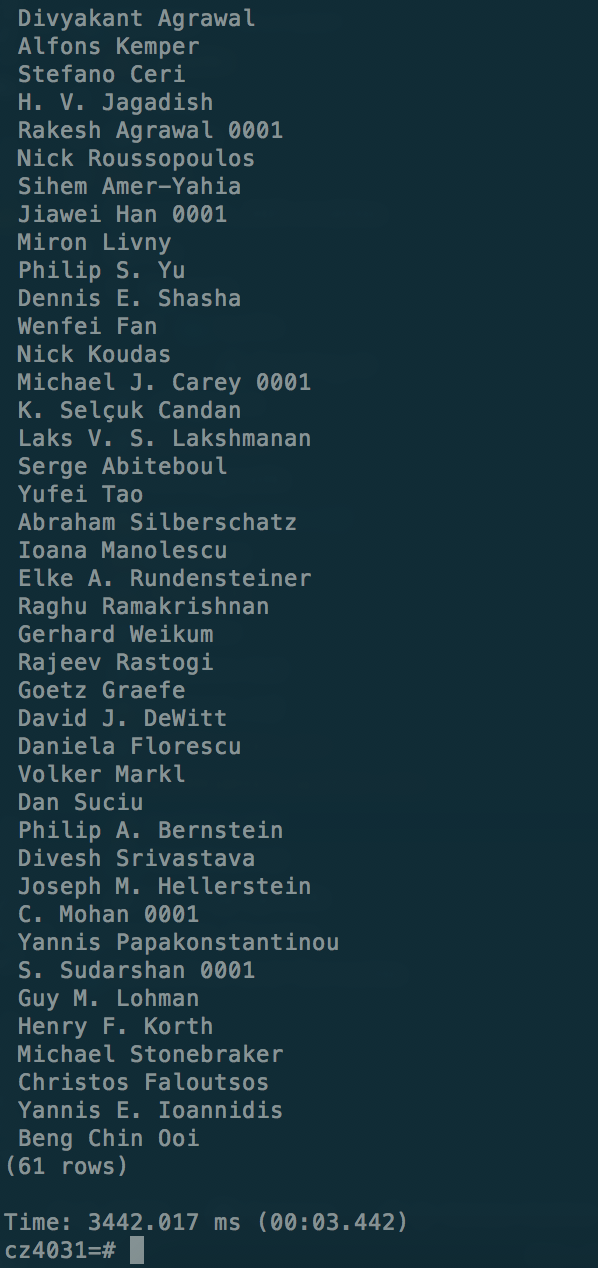 Divyakant Agrawal
Alfons Kemper
Stefano Ceri
H. V. Jagadish
Rakesh Agrawal 0001
Nick Roussopoulos
Sihem Amer-Yahia
Jiawei Han 0001
Miron Livny
Philip S. Yu
Dennis E. Shasha
Wenfei Fan
Nick Koudas
Michael J. Carey 0001
K. Selçuk Candan
Laks V. S. Lakshmanan
Serge Abiteboul
Yufei Tao
Abraham Silberschatz
Ioana Manolescu
Elke A. Rundensteiner
Raghu Ramakrishnan
Gerhard Weikum
Rajeev Rastogi
Goetz Graefe
David J. DeWitt
Daniela Florescu
Volker Markl
Dan Suciu
Philip A. Bernstein
Divesh Srivastava
Joseph M. Hellerstein
C. Mohan 0001
Yannis Papakonstantinou
S. Sudarshan 0001
Guy M. Lohman
Henry F. Korth
Michael Stonebraker
Christos Faloutsos
Yannis E. Ioannidis
Beng Chin Ooi
(61 rows)
Time: 3442.017 ms (00:03.442)
cz4031=#